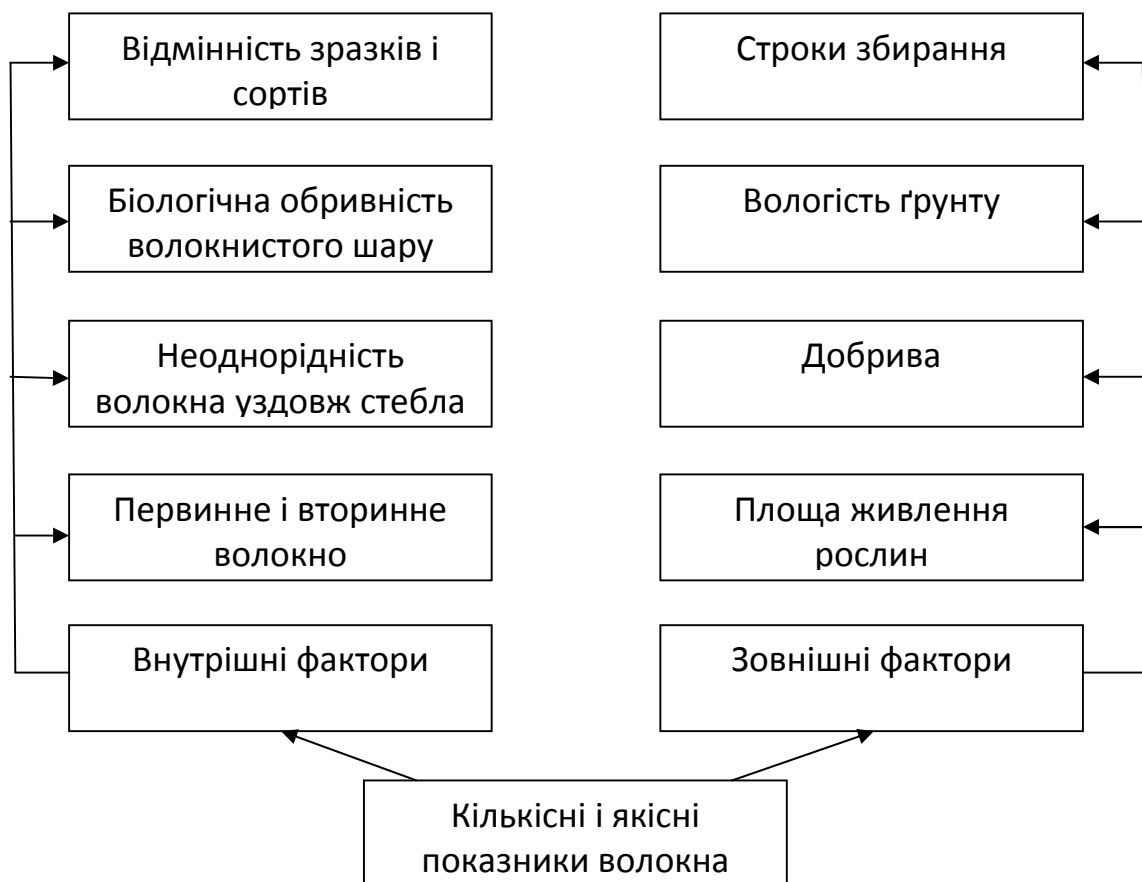 Відмінність зразків і
сортів
Строки збирання
Біологічна обривність
волокнистого шару
Вологість ґрунту
Неоднорідність
волокна уздовж стебла
Добрива
Первинне і вторинне
волокно
Площа живлення
рослин
Внутрішні фактори
Зовнішні фактори
Кількісні і якісні
показники волокна